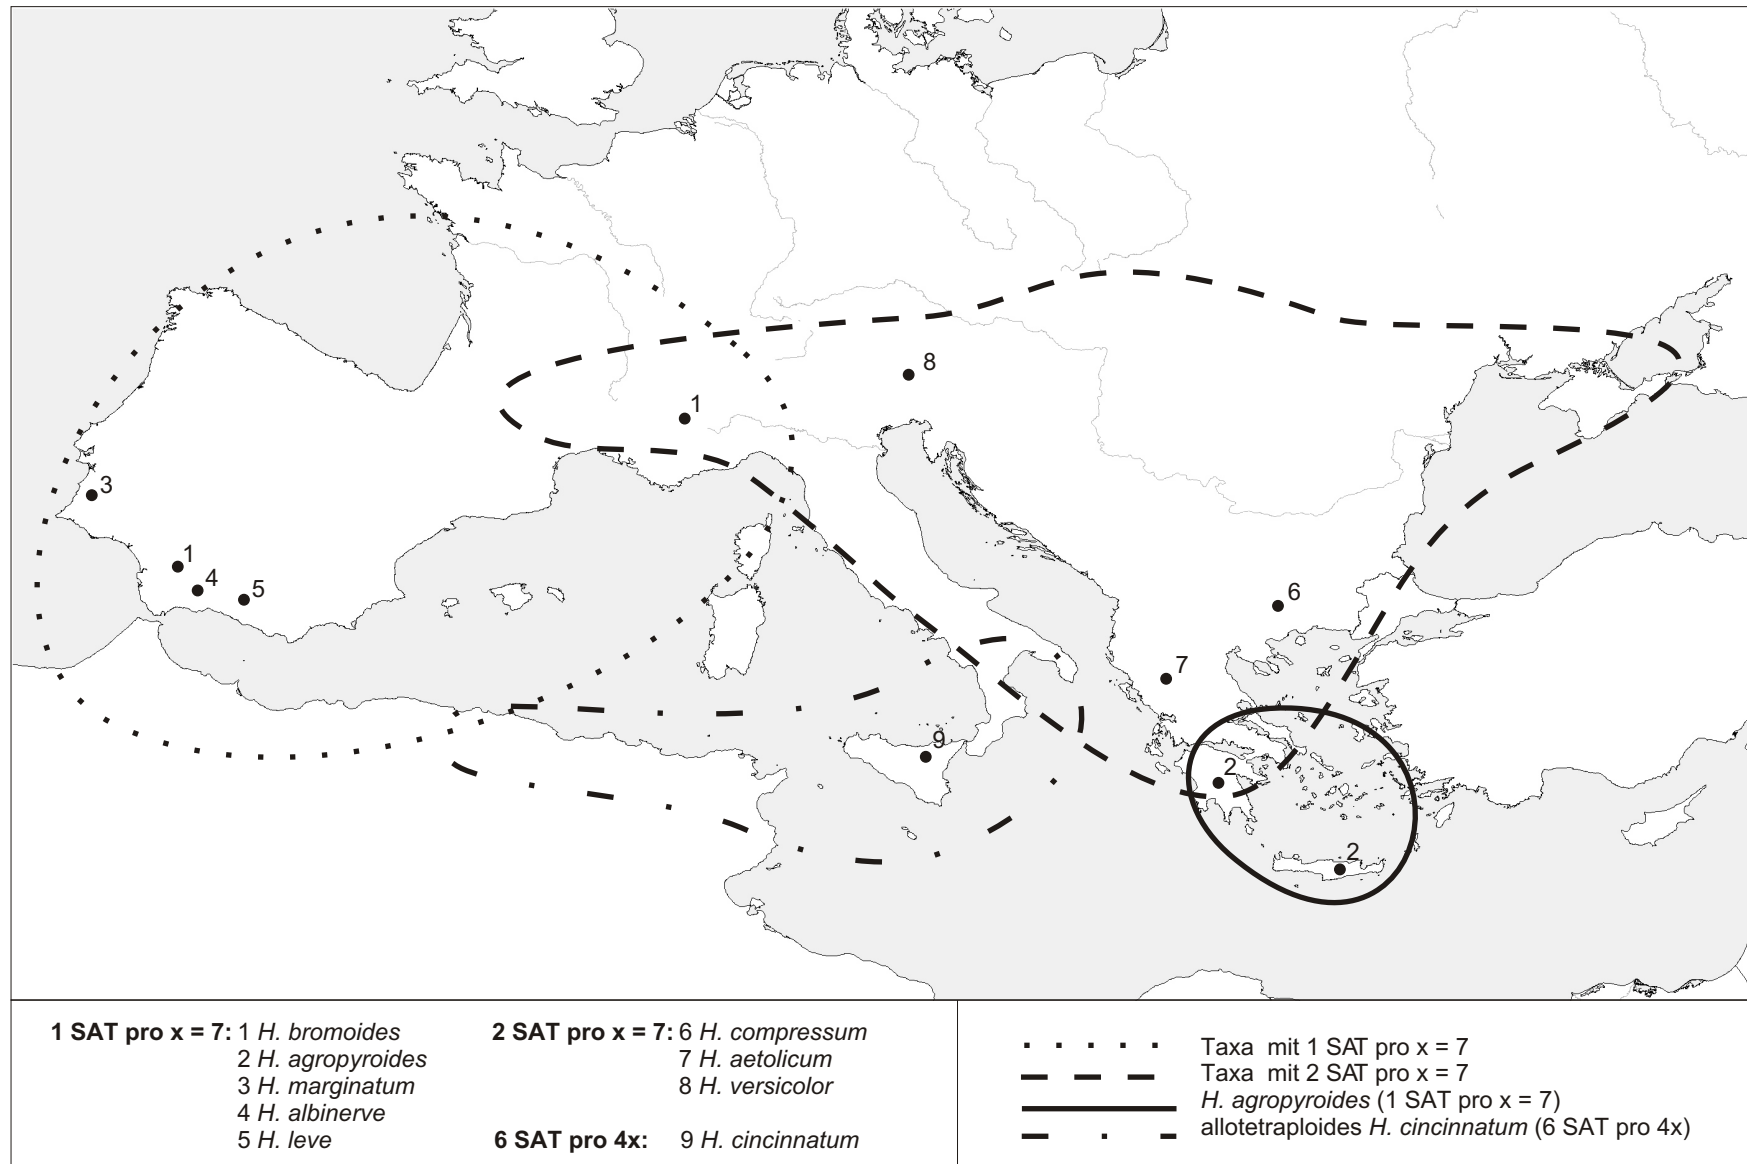 8
1
3
1
4
5
6
7
9
2
2
1 SAT pro x = 7: 1 H. bromoides
2 H. agropyroides
3 H. marginatum
4 H. albinerve
5 H. leve
2 SAT pro x = 7: 6 H. compressum
7 H. aetolicum
8 H. versicolor
6 SAT pro 4x: 9 H. cincinnatum
Taxa mit 1 SAT pro x = 7
Taxa mit 2 SAT pro x = 7
H. agropyroides (1 SAT pro x = 7)
allotetraploides H. cincinnatum (6 SAT pro 4x)